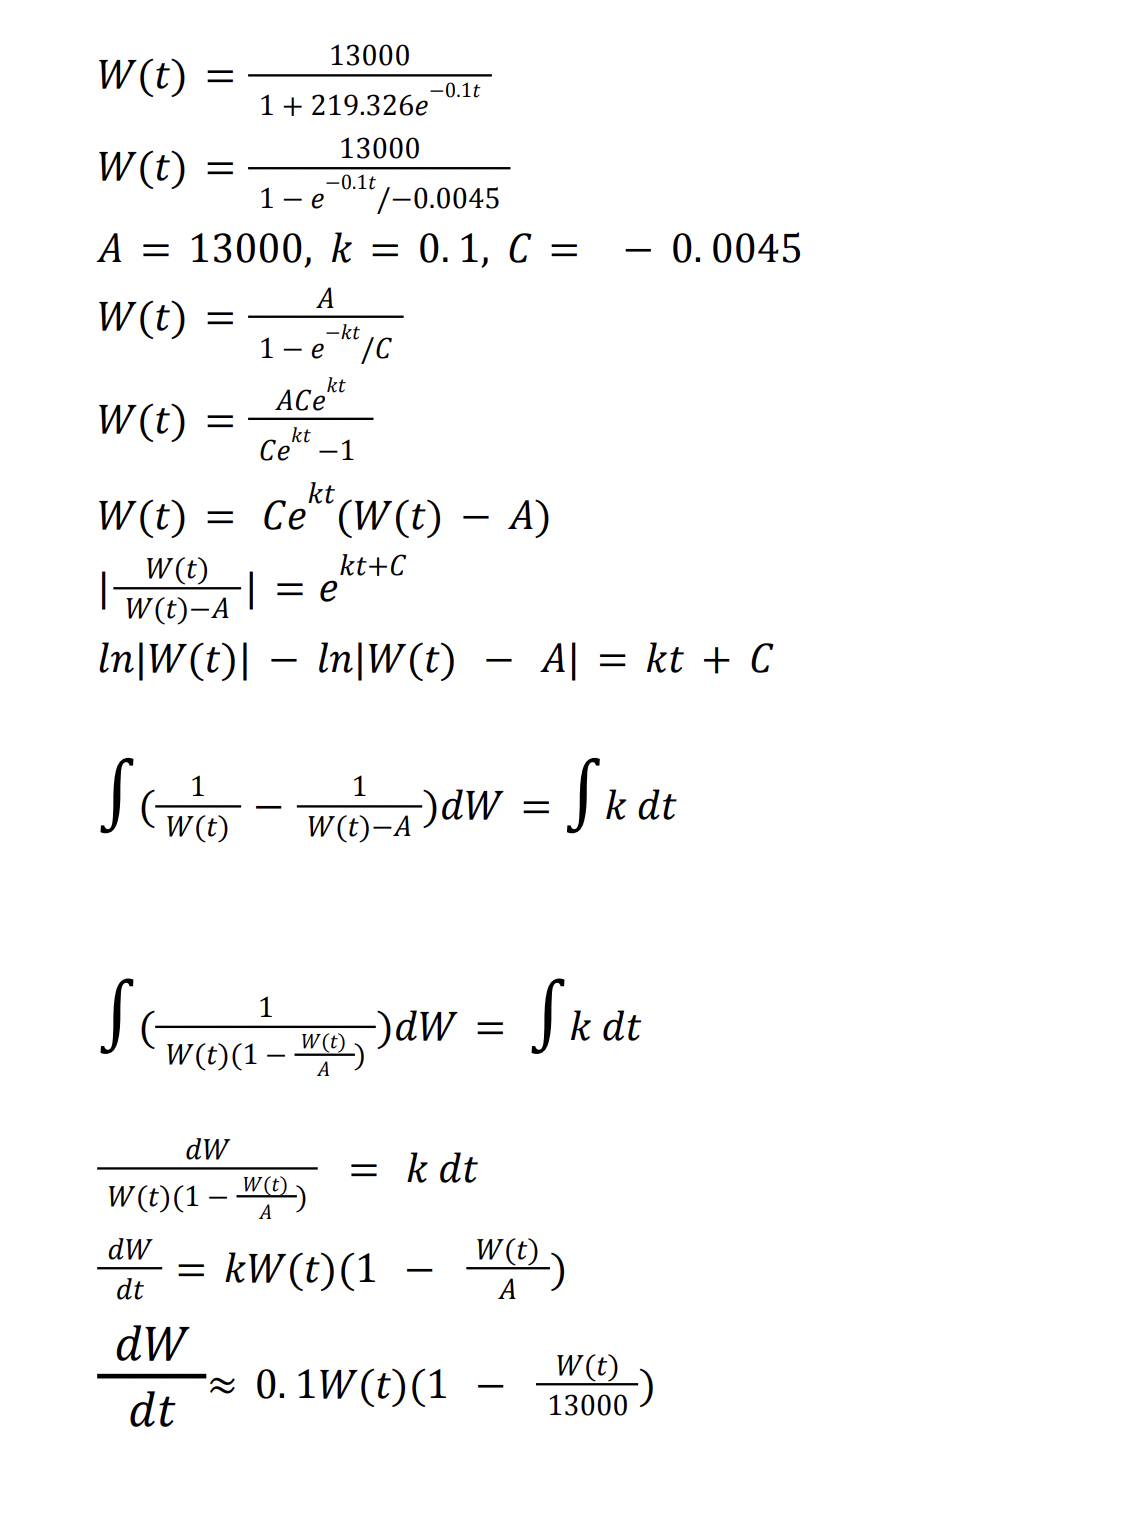 W(t) = 13000 / (1 + 219.326e^(−0.1t))
W(t) = 13000 / (1 − e^(−0.1t)/−0.0045)
A = 13000, k = 0.1, C = − 0.0045
W(t) = A / (1 − e^(−kt)/C)
W(t) = ACe^(kt) / (Ce^(kt) −1)
W(t) = Ce^(kt)(W(t) − A)
|W(t) / (W(t)−A)| = e^(kt+C)
ln|W(t)| − ln|W(t) − A| = kt + C
∫(1/W(t) − 1/(W(t)−A))dW = ∫k dt
∫(1 / (W(t)(1 − W(t)/A)))dW = ∫k dt
dW / (W(t)(1 − W(t)/A)) = k dt
dW/dt = kW(t)(1 − W(t)/A)
dW/dt ≈ 0.1W(t)(1 − W(t)/13000)